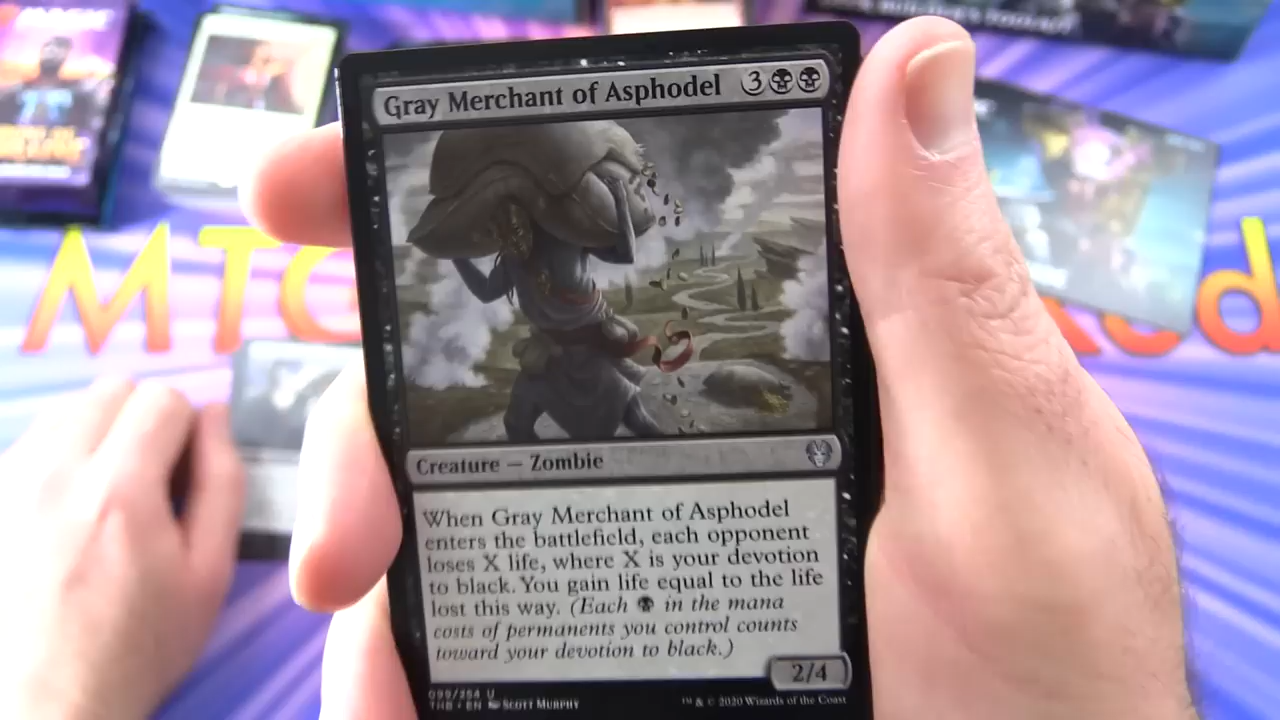 MAGIC
Gray Merchant of Asphodel 3
MTG
d
Creature — Zombie
When Gray Merchant of Asphodel
enters the battlefield, each opponent
loses X life, where X is your devotion
to black. You gain life equal to the life
lost this way. (Each in the mana
costs of permanents you control counts
toward your devotion to black.)
2/4
099/254 U
THB • EN Scott Murphy
™ & © 2020 Wizards of the Coast